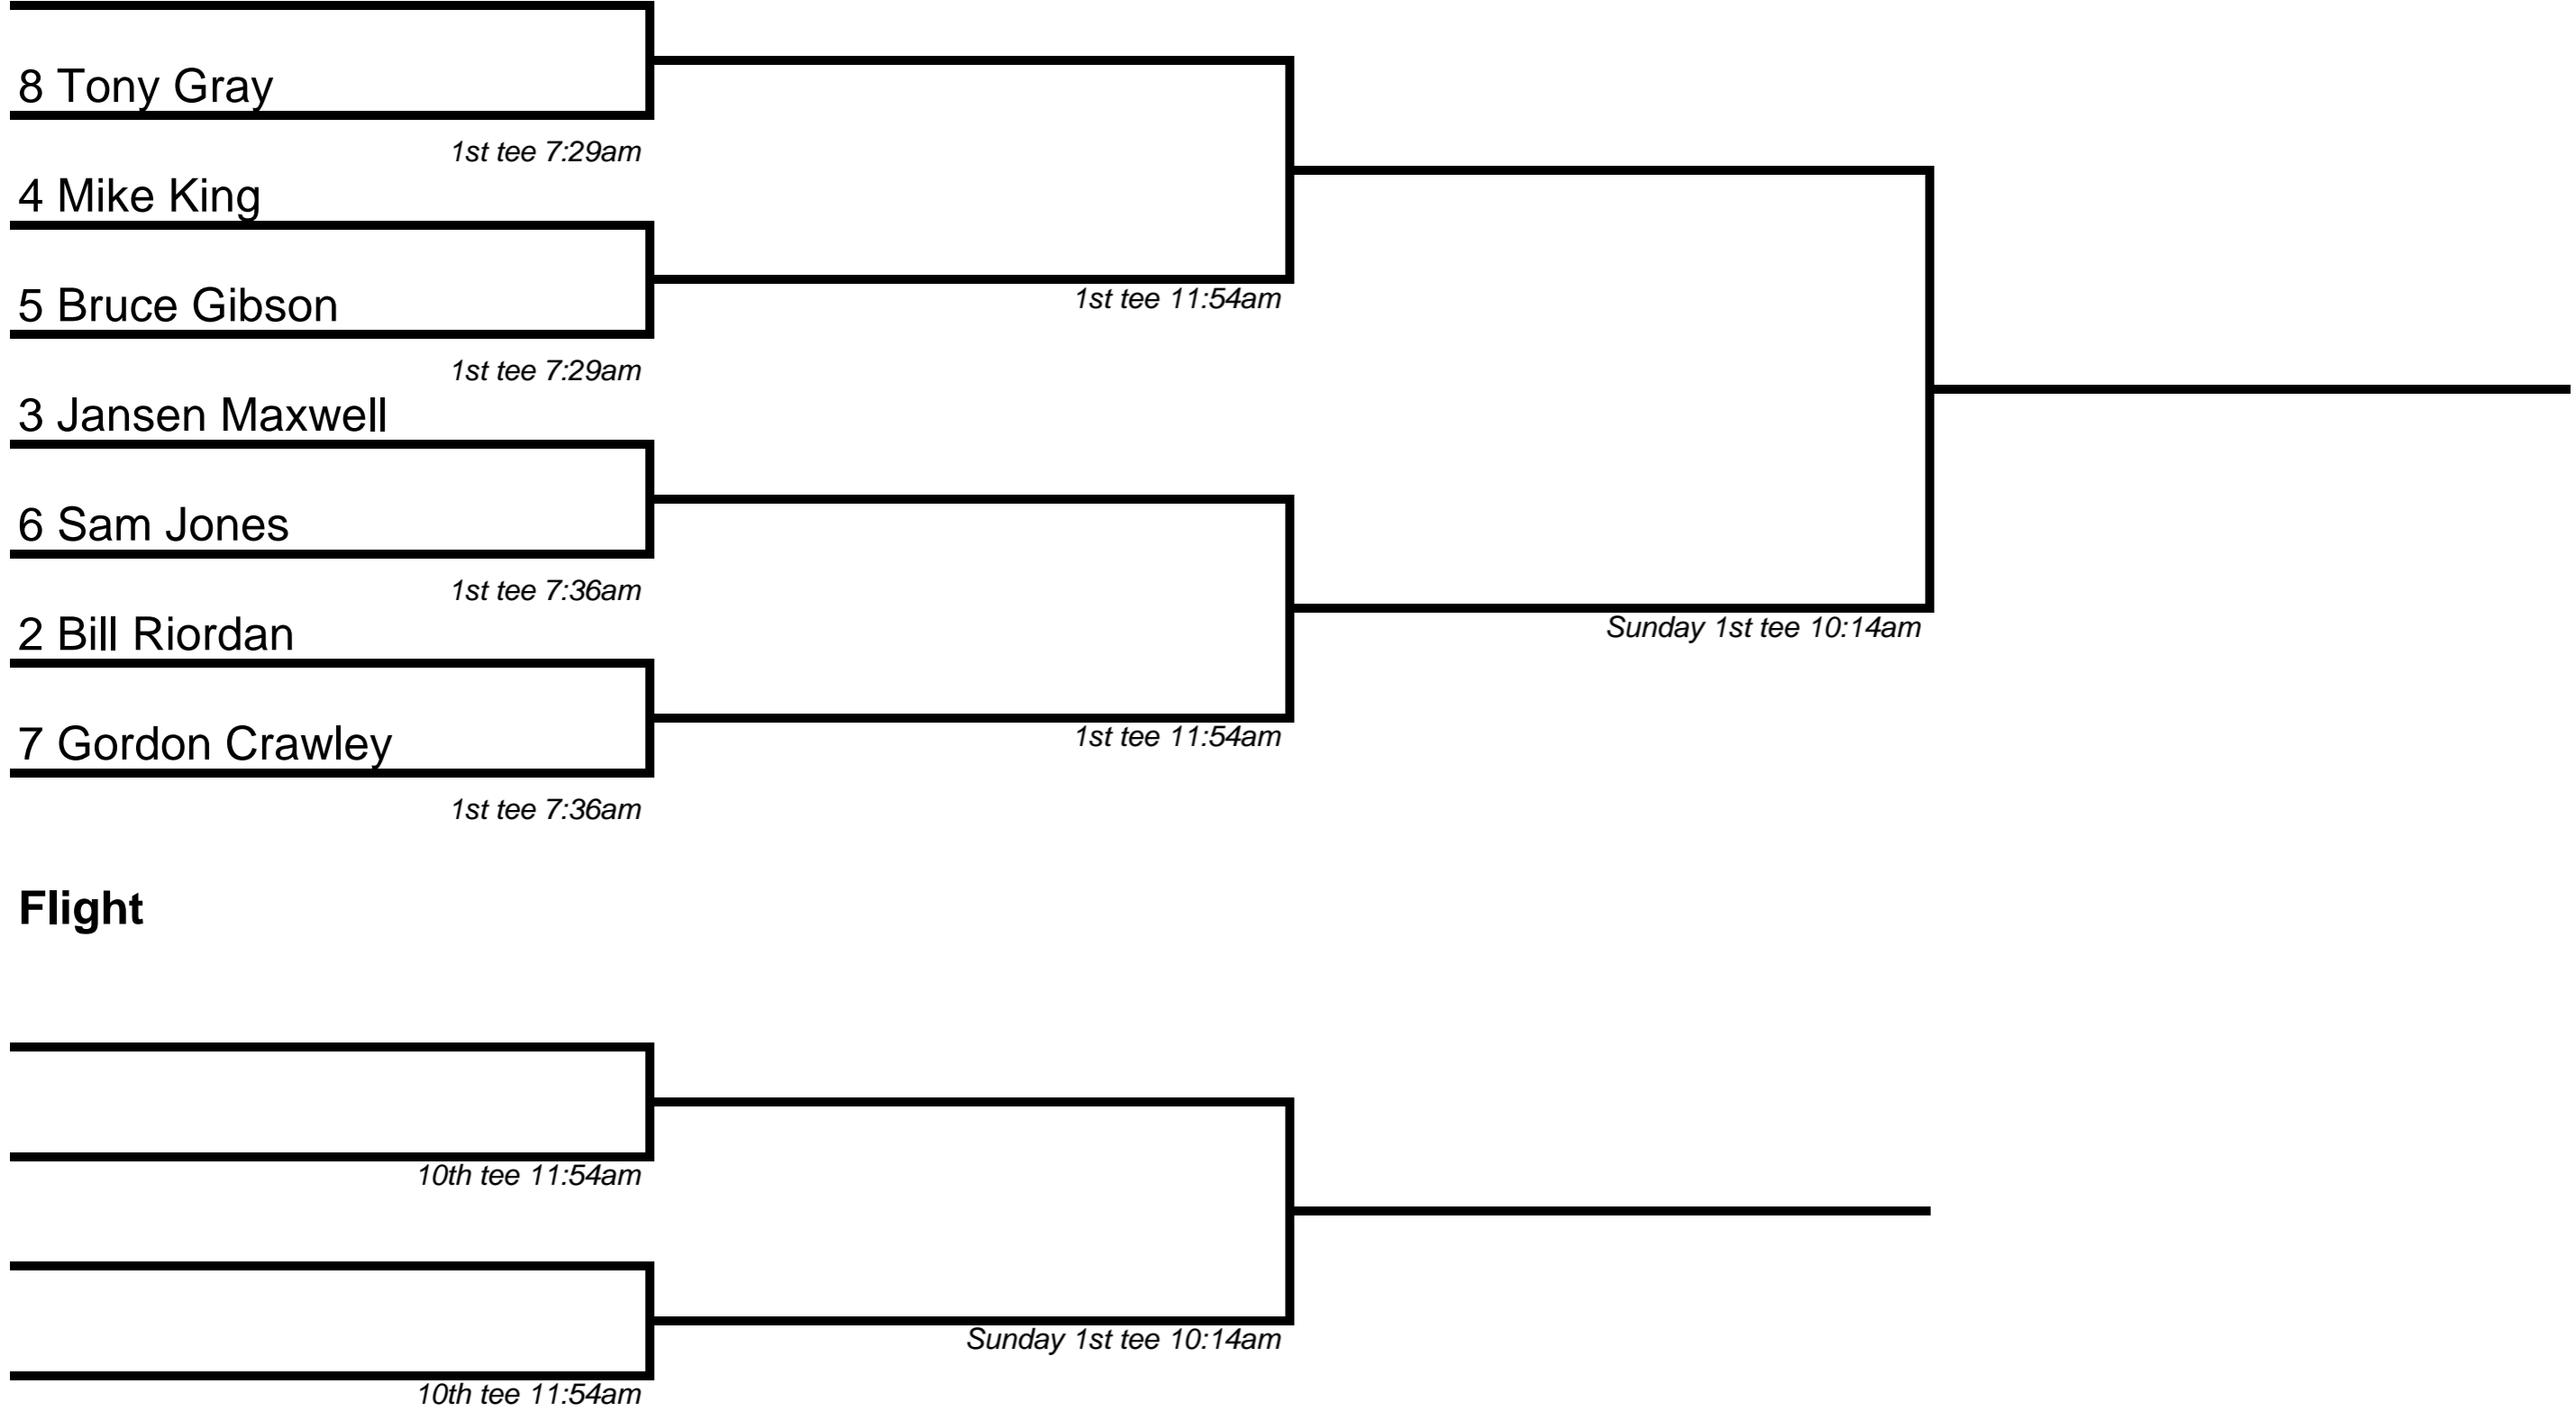 8 Tony Gray
1st tee 7:29am
4 Mike King
5 Bruce Gibson
1st tee 11:54am
1st tee 7:29am
3 Jansen Maxwell
6 Sam Jones
1st tee 7:36am
2 Bill Riordan
Sunday 1st tee 10:14am
7 Gordon Crawley
1st tee 11:54am
1st tee 7:36am
Flight
10th tee 11:54am
Sunday 1st tee 10:14am
10th tee 11:54am